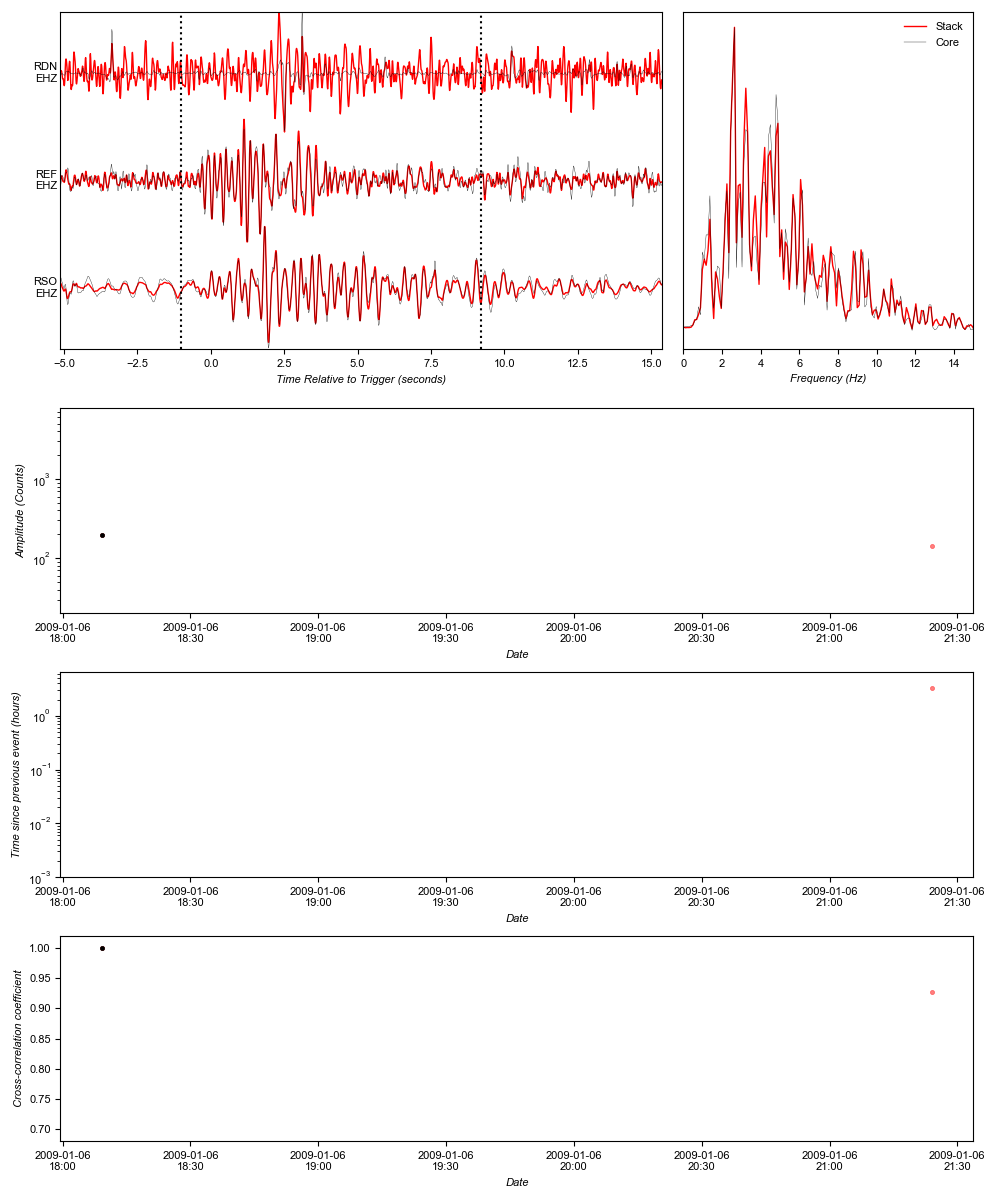 RDN
EHZ
REF
EHZ
RSO
EHZ
−5.0 −2.5 0.0 2.5 5.0 7.5 10.0 12.5 15.0
Time Relative to Trigger (seconds)
Stack
Core
0 2 4 6 8 10 12 14
Frequency (Hz)
Amplitude (Counts)
10³
10²
2009-01-06 2009-01-06 2009-01-06 2009-01-06 2009-01-06 2009-01-06 2009-01-06 2009-01-06
18:00 18:30 19:00 19:30 20:00 20:30 21:00 21:30
Date
Time since previous event (hours)
10⁰
10⁻¹
10⁻²
10⁻³
2009-01-06 2009-01-06 2009-01-06 2009-01-06 2009-01-06 2009-01-06 2009-01-06 2009-01-06
18:00 18:30 19:00 19:30 20:00 20:30 21:00 21:30
Date
Cross-correlation coefficient
1.00
0.95
0.90
0.85
0.80
0.75
0.70
2009-01-06 2009-01-06 2009-01-06 2009-01-06 2009-01-06 2009-01-06 2009-01-06 2009-01-06
18:00 18:30 19:00 19:30 20:00 20:30 21:00 21:30
Date